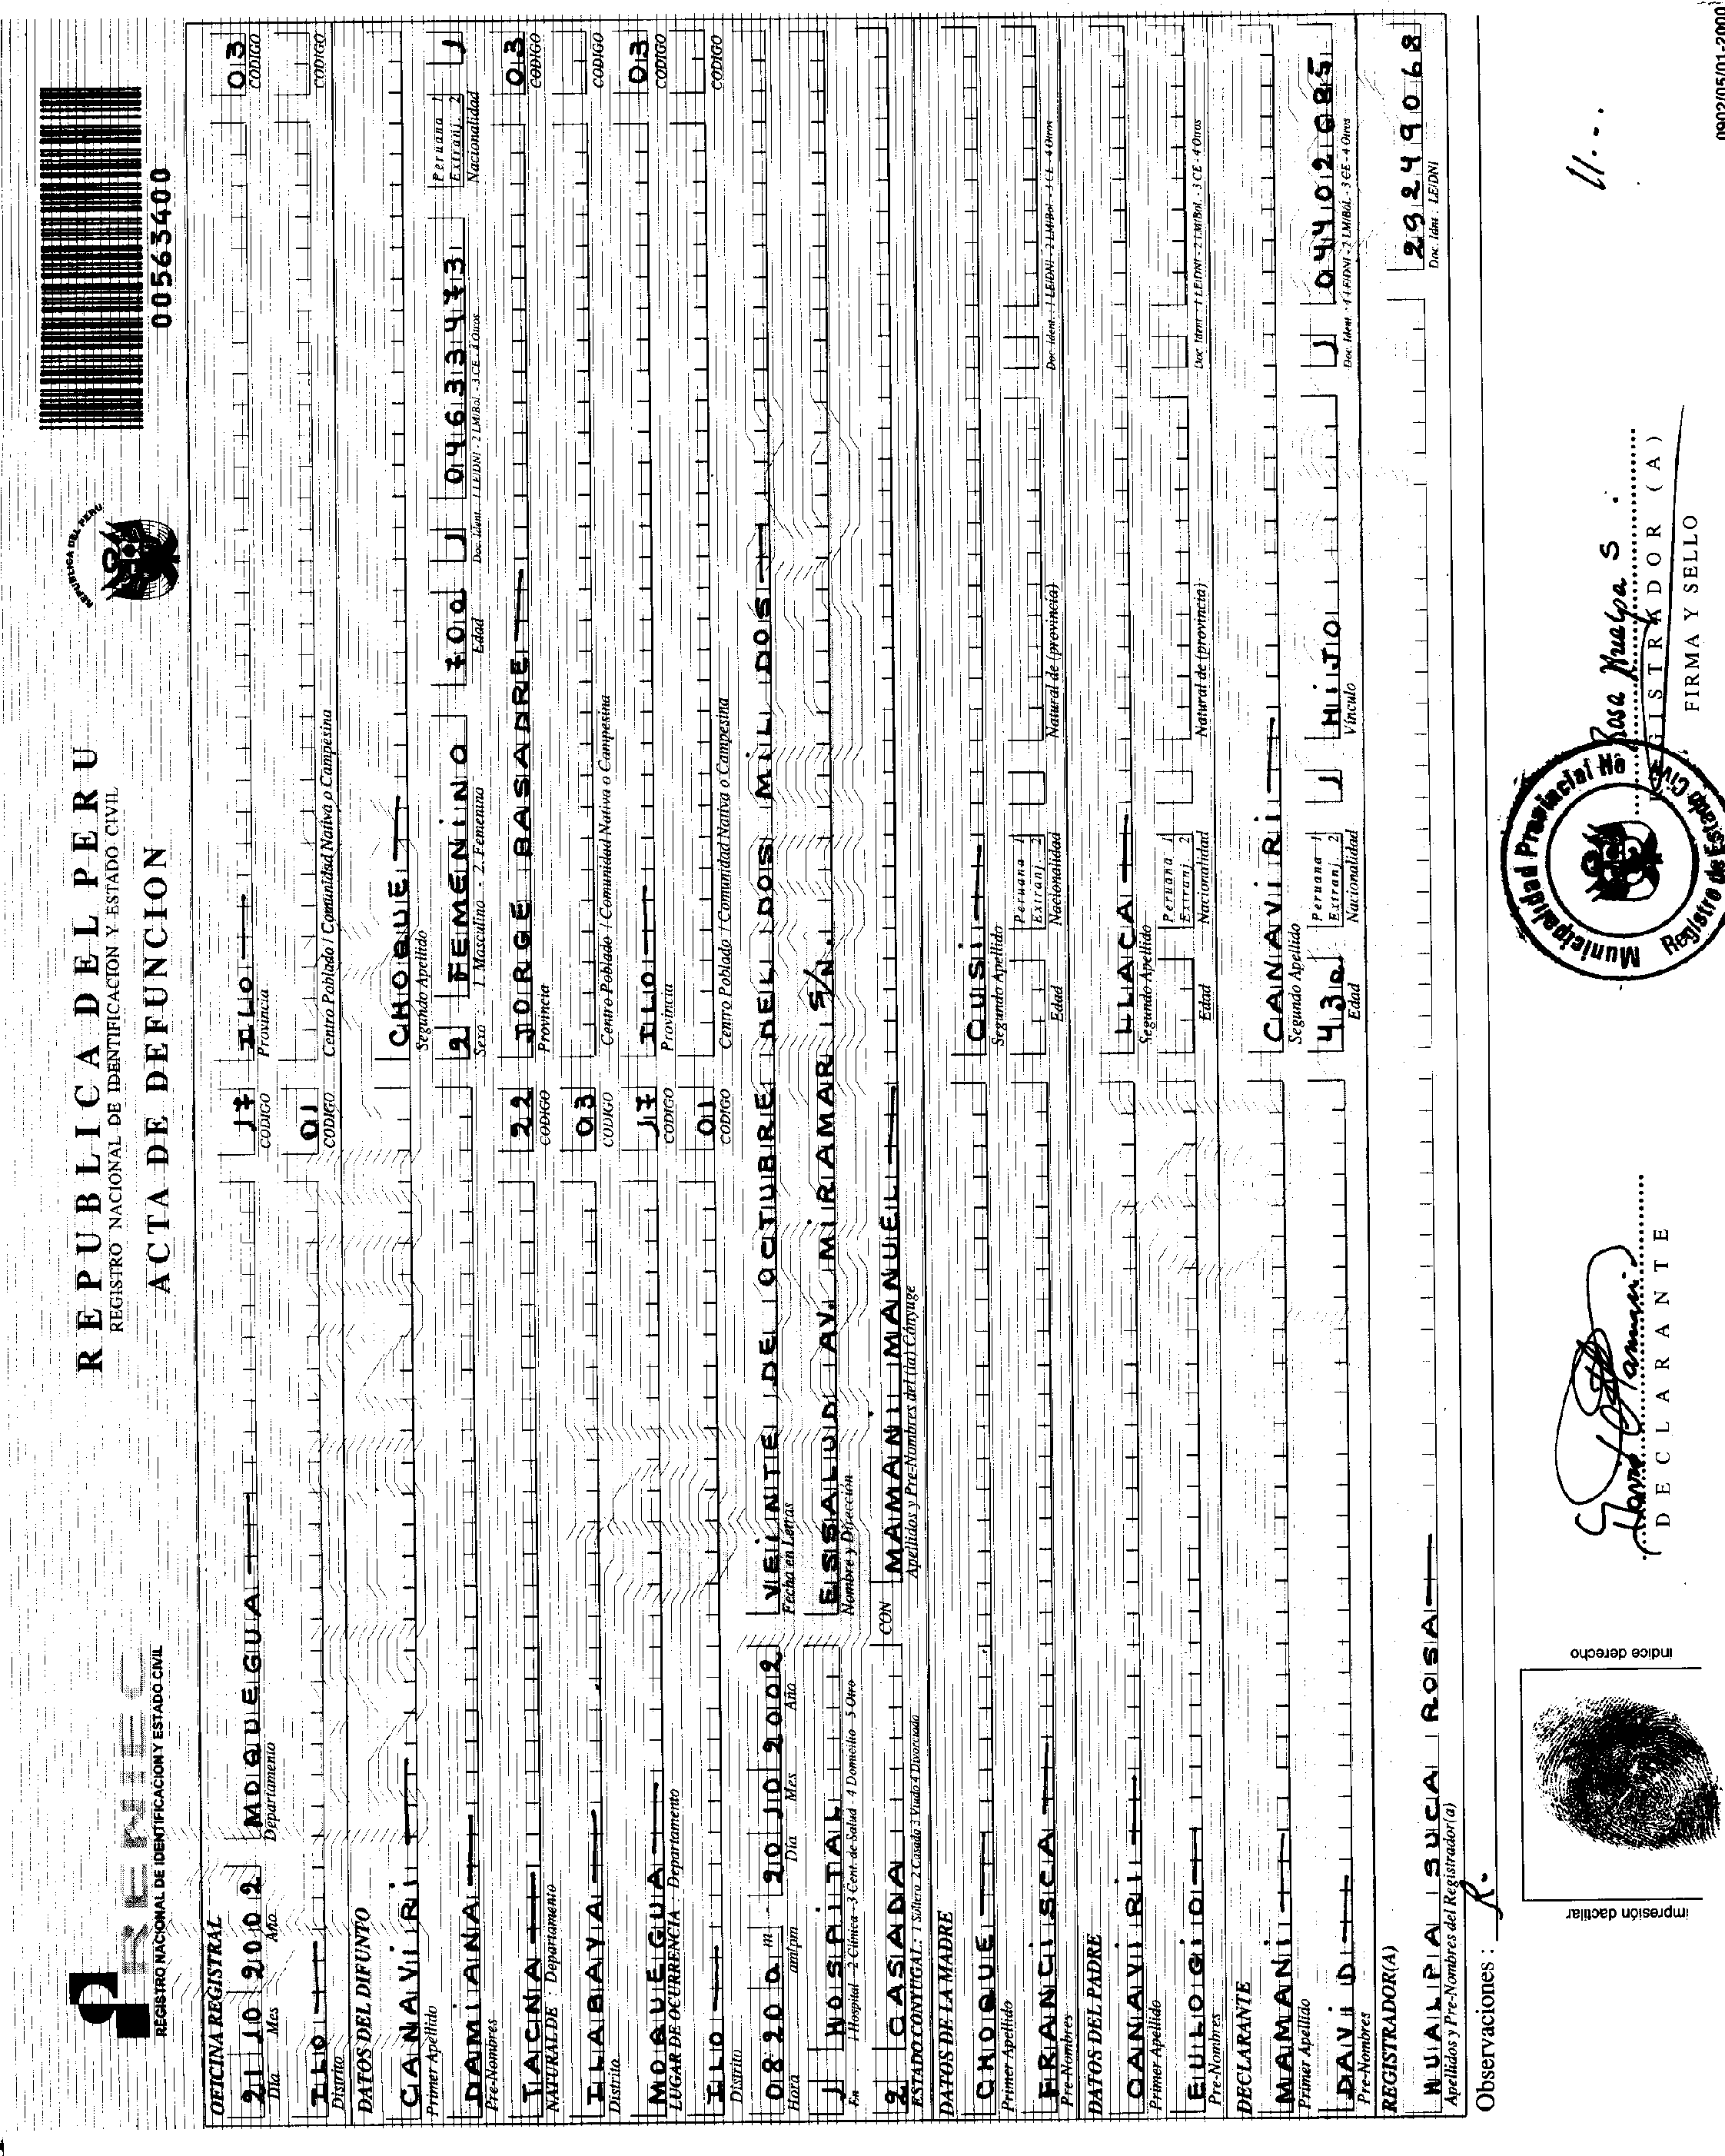 RENIEC
REGISTRO NACIONAL DE IDENTIFICACION Y ESTADO CIVIL
REPUBLICA DEL PERU
REPUBLICA DEL PERU
REGISTRO NACIONAL DE IDENTIFICACION Y ESTADO CIVIL
ACTA DE DEFUNCION
00563400
OFICINA REGISTRAL
21 10 2002 MOQUEGUA 17 ILO 03
Día Mes Año Departamento CODIGO Provincia CODIGO
ILO 01
Distrito CODIGO Centro Poblado / Comunidad Nativa o Campesina CODIGO
DATOS DEL DIFUNTO
CANAVIRI CHOQUE
Primer Apellido Segundo Apellido
DAMIANA 2 FEMENINO 70a 1 04633473 Peruana 1 Extranj. 2 1
Pre-Nombres Sexo 1 Masculino - 2. Femenino Edad Doc. Ident. 1 LE/DNI - 2 LM/Bol. - 3 CE - 4 Otros Nacionalidad
TACNA 22 JORGE BASADRE 03
NATURAL DE : Departamento CODIGO Provincia CODIGO
ILABAYA 03
Distrito CODIGO Centro Poblado / Comunidad Nativa o Campesina CODIGO
MOQUEGUA 17 ILO 03
LUGAR DE OCURRENCIA : Departamento CODIGO Provincia CODIGO
ILO 01
Distrito CODIGO Centro Poblado / Comunidad Nativa o Campesina CODIGO
08:20 a m 20 10 2002 VEINTE DE OCTUBRE DEL DOS MIL DOS
Hora am/pm Día Mes Año Fecha en Letras
1 HOSPITAL ESSALUD AV. MIRAMAR S/N.
En 1 Hospital - 2 Clínica - 3 Cent. de Salud 4 Domicilio 5 Otro Nombre y Dirección
2 CASADA CON MAMANI MANUEL
ESTADO CONYUGAL : 1 Soltero 2 Casado 3 Viudo 4 Divorciado Apellidos y Pre-Nombres del (la) Cónyuge
DATOS DE LA MADRE
CHOQUE CUSI
Primer Apellido Segundo Apellido
FRANCISCA Peruana 1 Extranj. 2
Pre-Nombres Edad Nacionalidad Natural de (provincia) Doc. Ident. : 1 LE/DNI - 2 LM/Bol. - 3 CE - 4 Otros
DATOS DEL PADRE
CANAVIRI LLACA
Primer Apellido Segundo Apellido
EULOGIO Peruana 1 Extranj. 2
Pre-Nombres Edad Nacionalidad Natural de (provincia) Doc. Ident. : 1 LE/DNI - 2 LM/Bol. - 3 CE - 4 Otros
DECLARANTE
MAMANI CANAVIRI
Primer Apellido Segundo Apellido
DAVID 43a Peruana 1 Extranj. 2 1 HIJO 1 04402685
Pre-Nombres Edad Nacionalidad Vínculo Doc. Ident. : 1 LE/DNI - 2 LM/Bol. - 3 CE - 4 Otros
REGISTRADOR(A)
HUALPA SUCA ROSA 29249068
Apellidos y Pre-Nombres del Registrador(a) Doc. Idnt. : LE/DNI
Observaciones :
impresión dactilar
indice derecho
DECLARANTE
Municipalidad Provincial Ilo
Registro de Estado Civil
Rosa Hualpa S.
REGISTRADOR (A)
FIRMA Y SELLO
0902/05/01-2000